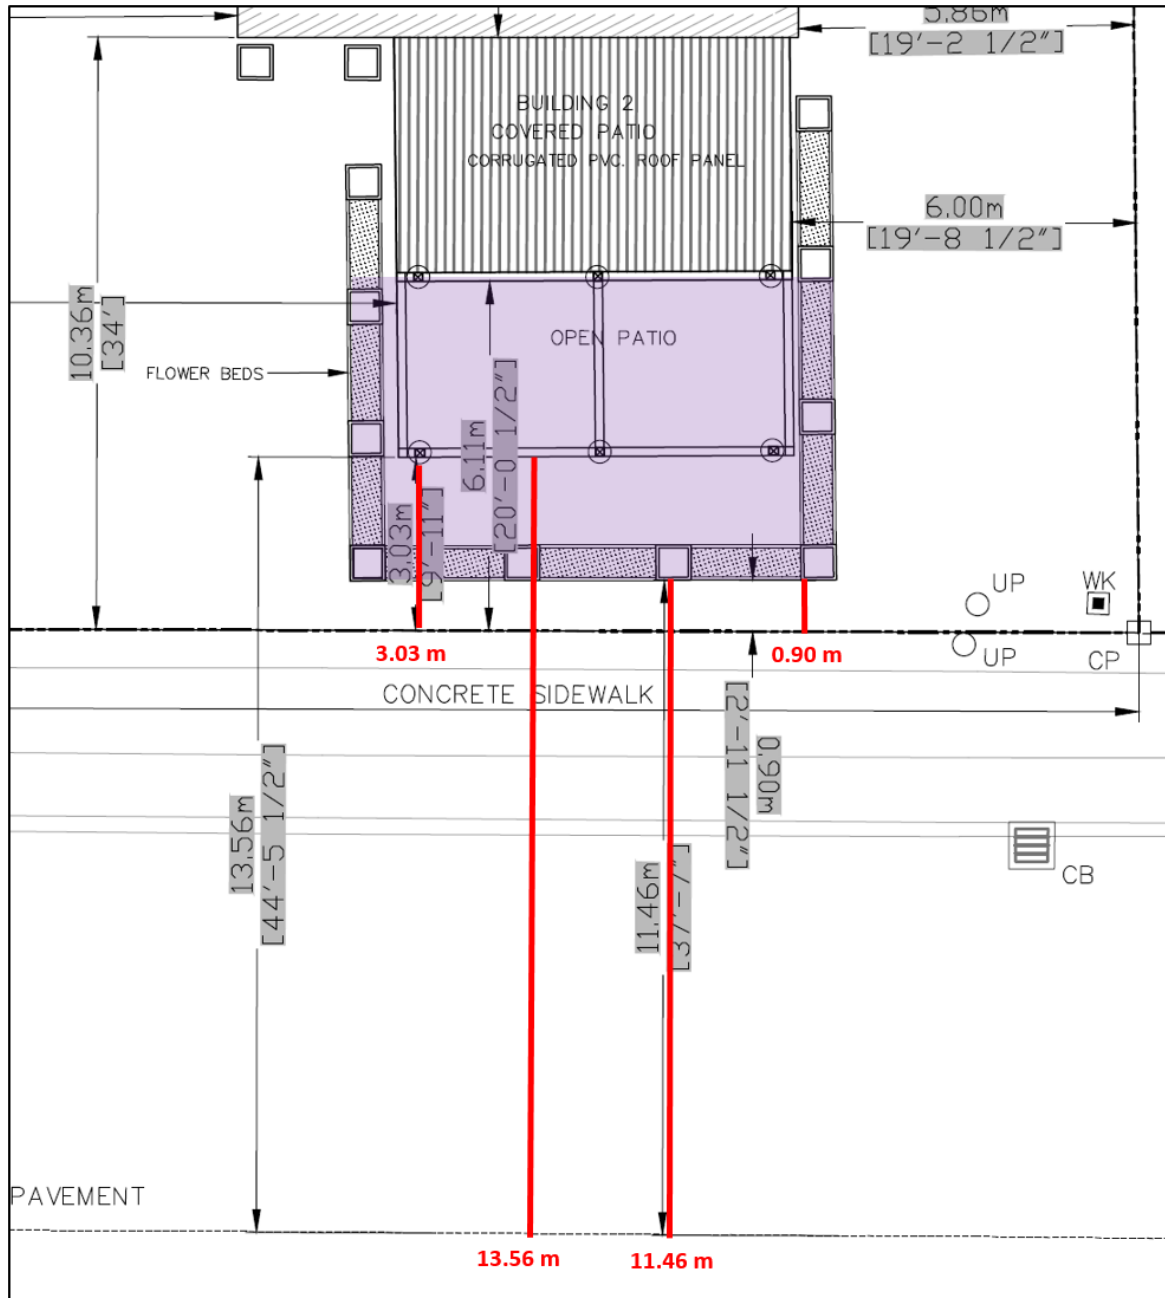 5.86m
[19'-2 1/2"]
BUILDING 2
COVERED PATIO
CORRUGATED PVC. ROOF PANEL
6.00m
[19'-8 1/2"]
10.36m
[34']
OPEN PATIO
FLOWER BEDS
6.11m
[20'-0 1/2"]
3.03m
9'-11"]
UP
WK
3.03 m
0.90 m
UP
CP
CONCRETE SIDEWALK
0.90m
[2'-11 1/2"]
13.56m
[44'-5 1/2"]
11.46m
[37'-7"]
CB
PAVEMENT
13.56 m
11.46 m